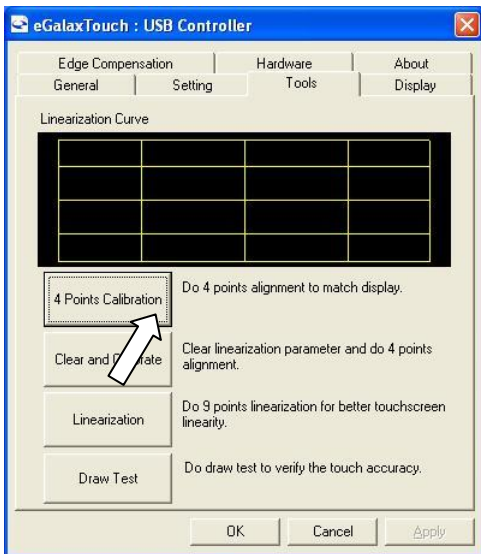 eGalaxTouch : USB Controller
Edge Compensation Hardware About
General Setting Tools Display
Linearization Curve
4 Points Calibration
Do 4 points alignment to match display.
Clear and
Clear linearization parameter and do 4 points
alignment.
Linearization
Do 9 points linearization for better touchscreen
linearity.
Draw Test
Do draw test to verify the touch accuracy.
OK Cancel Apply